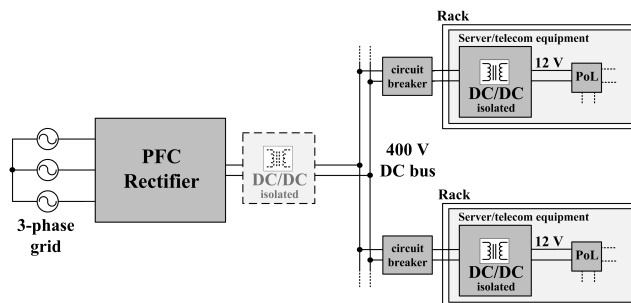 3-phase
grid
PFC
Rectifier
DC/DC
isolated
400 V
DC bus
circuit
breaker
Rack
Server/telecom equipment
DC/DC
isolated
12 V
PoL
circuit
breaker
Rack
Server/telecom equipment
DC/DC
isolated
12 V
PoL